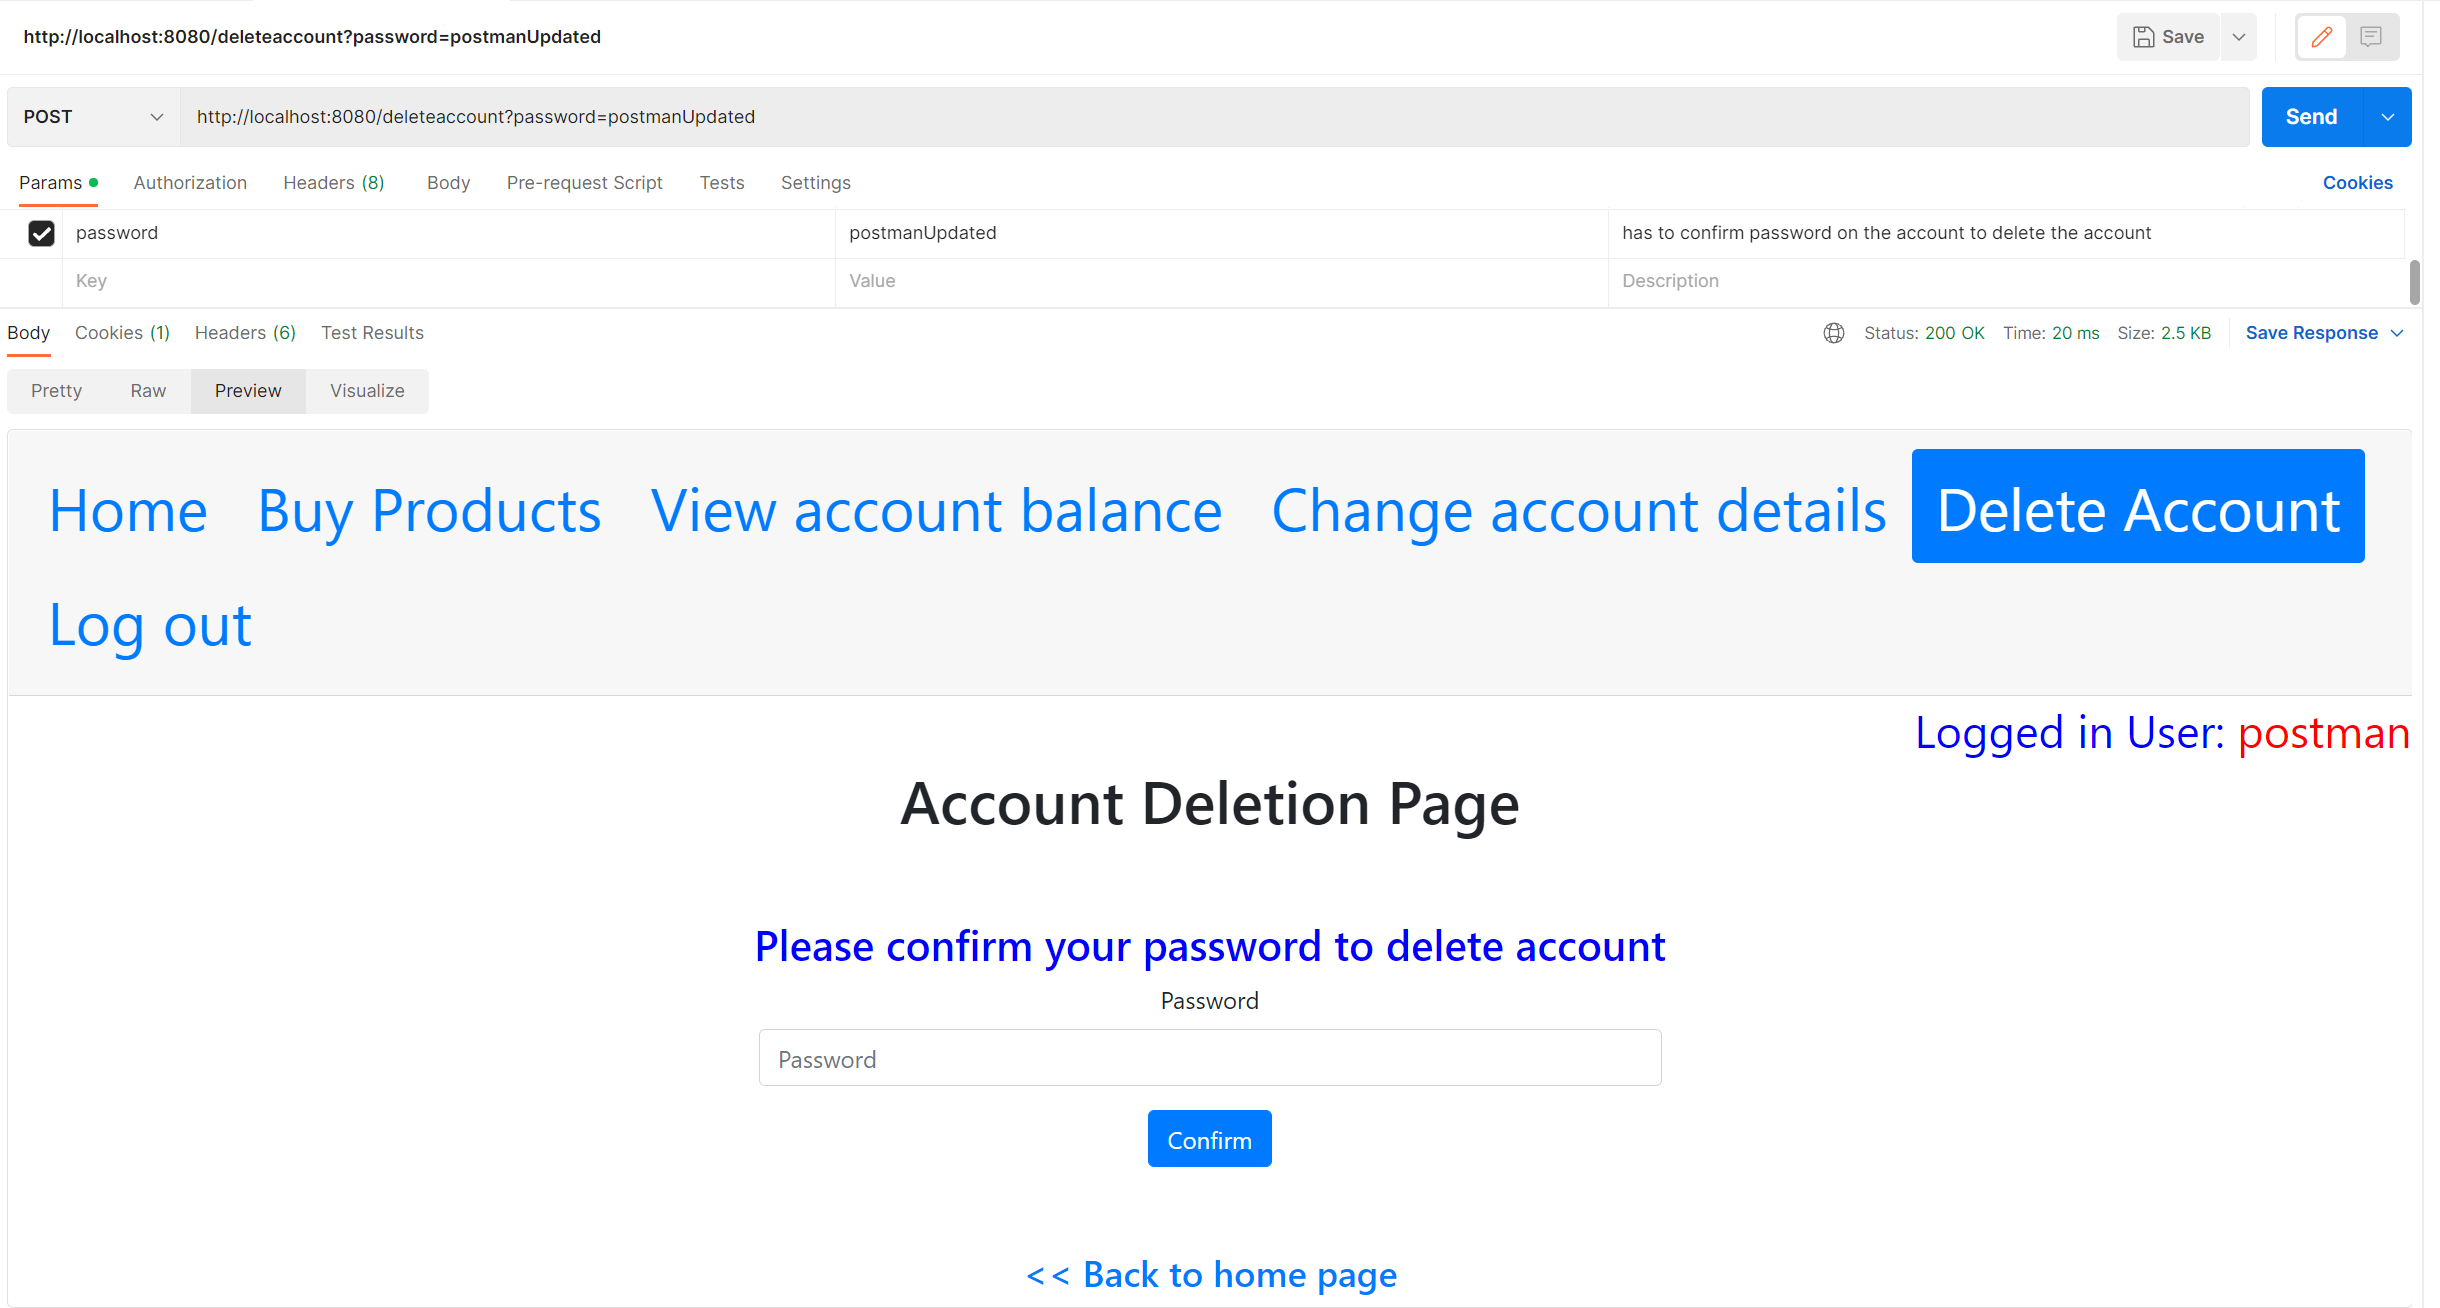 http://localhost:8080/deleteaccount?password=postmanUpdated
Save
POST
http://localhost:8080/deleteaccount?password=postmanUpdated
Send
Params Authorization Headers (8) Body Pre-request Script Tests Settings Cookies
password postmanUpdated has to confirm password on the account to delete the account
Key Value Description
Body Cookies (1) Headers (6) Test Results Status: 200 OK Time: 20 ms Size: 2.5 KB Save Response
Pretty Raw Preview Visualize
Home Buy Products View account balance Change account details Delete Account
Log out
Logged in User: postman
Account Deletion Page
Please confirm your password to delete account
Password
Password
Confirm
<< Back to home page